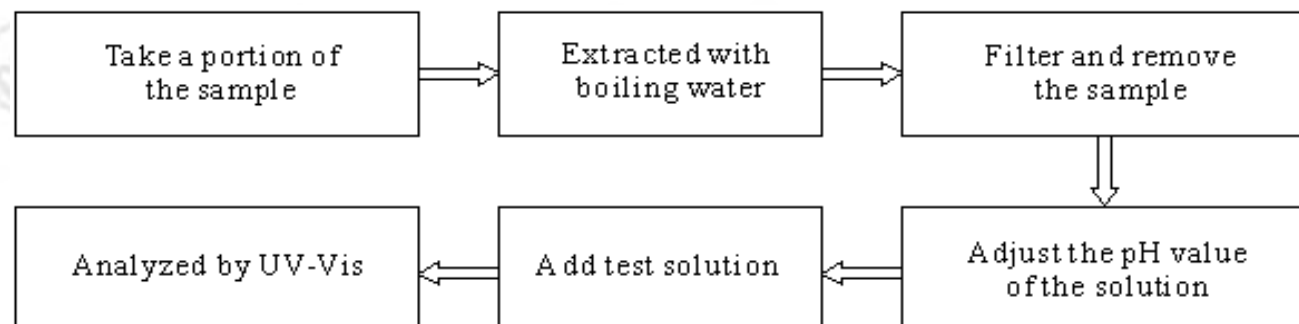 Take a portion of
the sample
Extracted with
boiling water
Filter and remove
the sample
Adjust the pH value
of the solution
Add test solution
Analyzed by UV-Vis